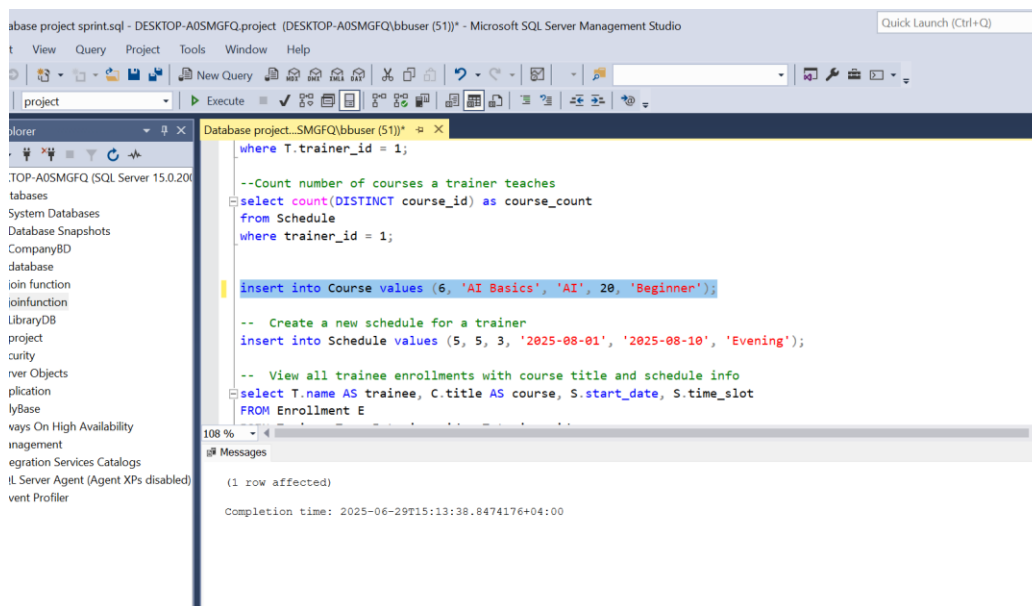 abase project sprint.sql - DESKTOP-A0SMGFQ.project (DESKTOP-A0SMGFQ\bbuser (51))* - Microsoft SQL Server Management Studio
Quick Launch (Ctrl+Q)
t View Query Project Tools Window Help
New Query
project
Execute
plorer
Database project...SMGFQ\bbuser (51))*
TOP-A0SMGFQ (SQL Server 15.0.200
tabases
System Databases
Database Snapshots
CompanyBD
database
join function
joinfunction
LibraryDB
project
curity
rver Objects
plication
lyBase
ways On High Availability
anagement
egration Services Catalogs
L Server Agent (Agent XPs disabled)
vent Profiler
where T.trainer_id = 1;
--Count number of courses a trainer teaches
select count(DISTINCT course_id) as course_count
from Schedule
where trainer_id = 1;
insert into Course values (6, 'AI Basics', 'AI', 20, 'Beginner');
-- Create a new schedule for a trainer
insert into Schedule values (5, 5, 3, '2025-08-01', '2025-08-10', 'Evening');
-- View all trainee enrollments with course title and schedule info
select T.name AS trainee, C.title AS course, S.start_date, S.time_slot
FROM Enrollment E
108 %
Messages
(1 row affected)
Completion time: 2025-06-29T15:13:38.8474176+04:00